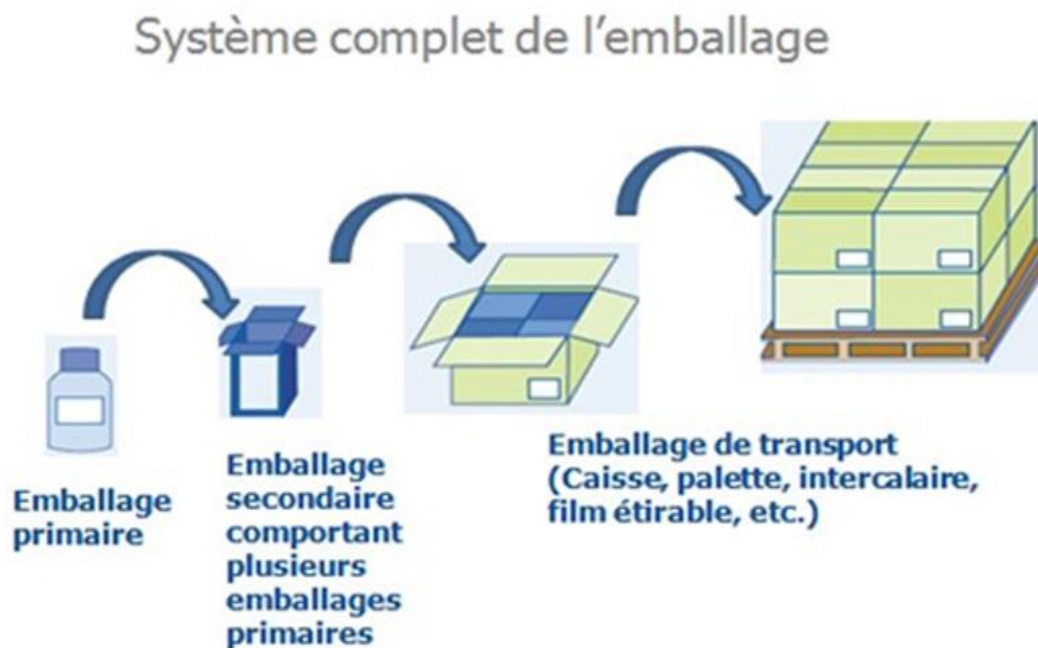 Système complet de l’emballage
Emballage
primaire
Emballage
secondaire
comportant
plusieurs
emballages
primaires
Emballage de transport
(Caisse, palette, intercalaire,
film étirable, etc.)